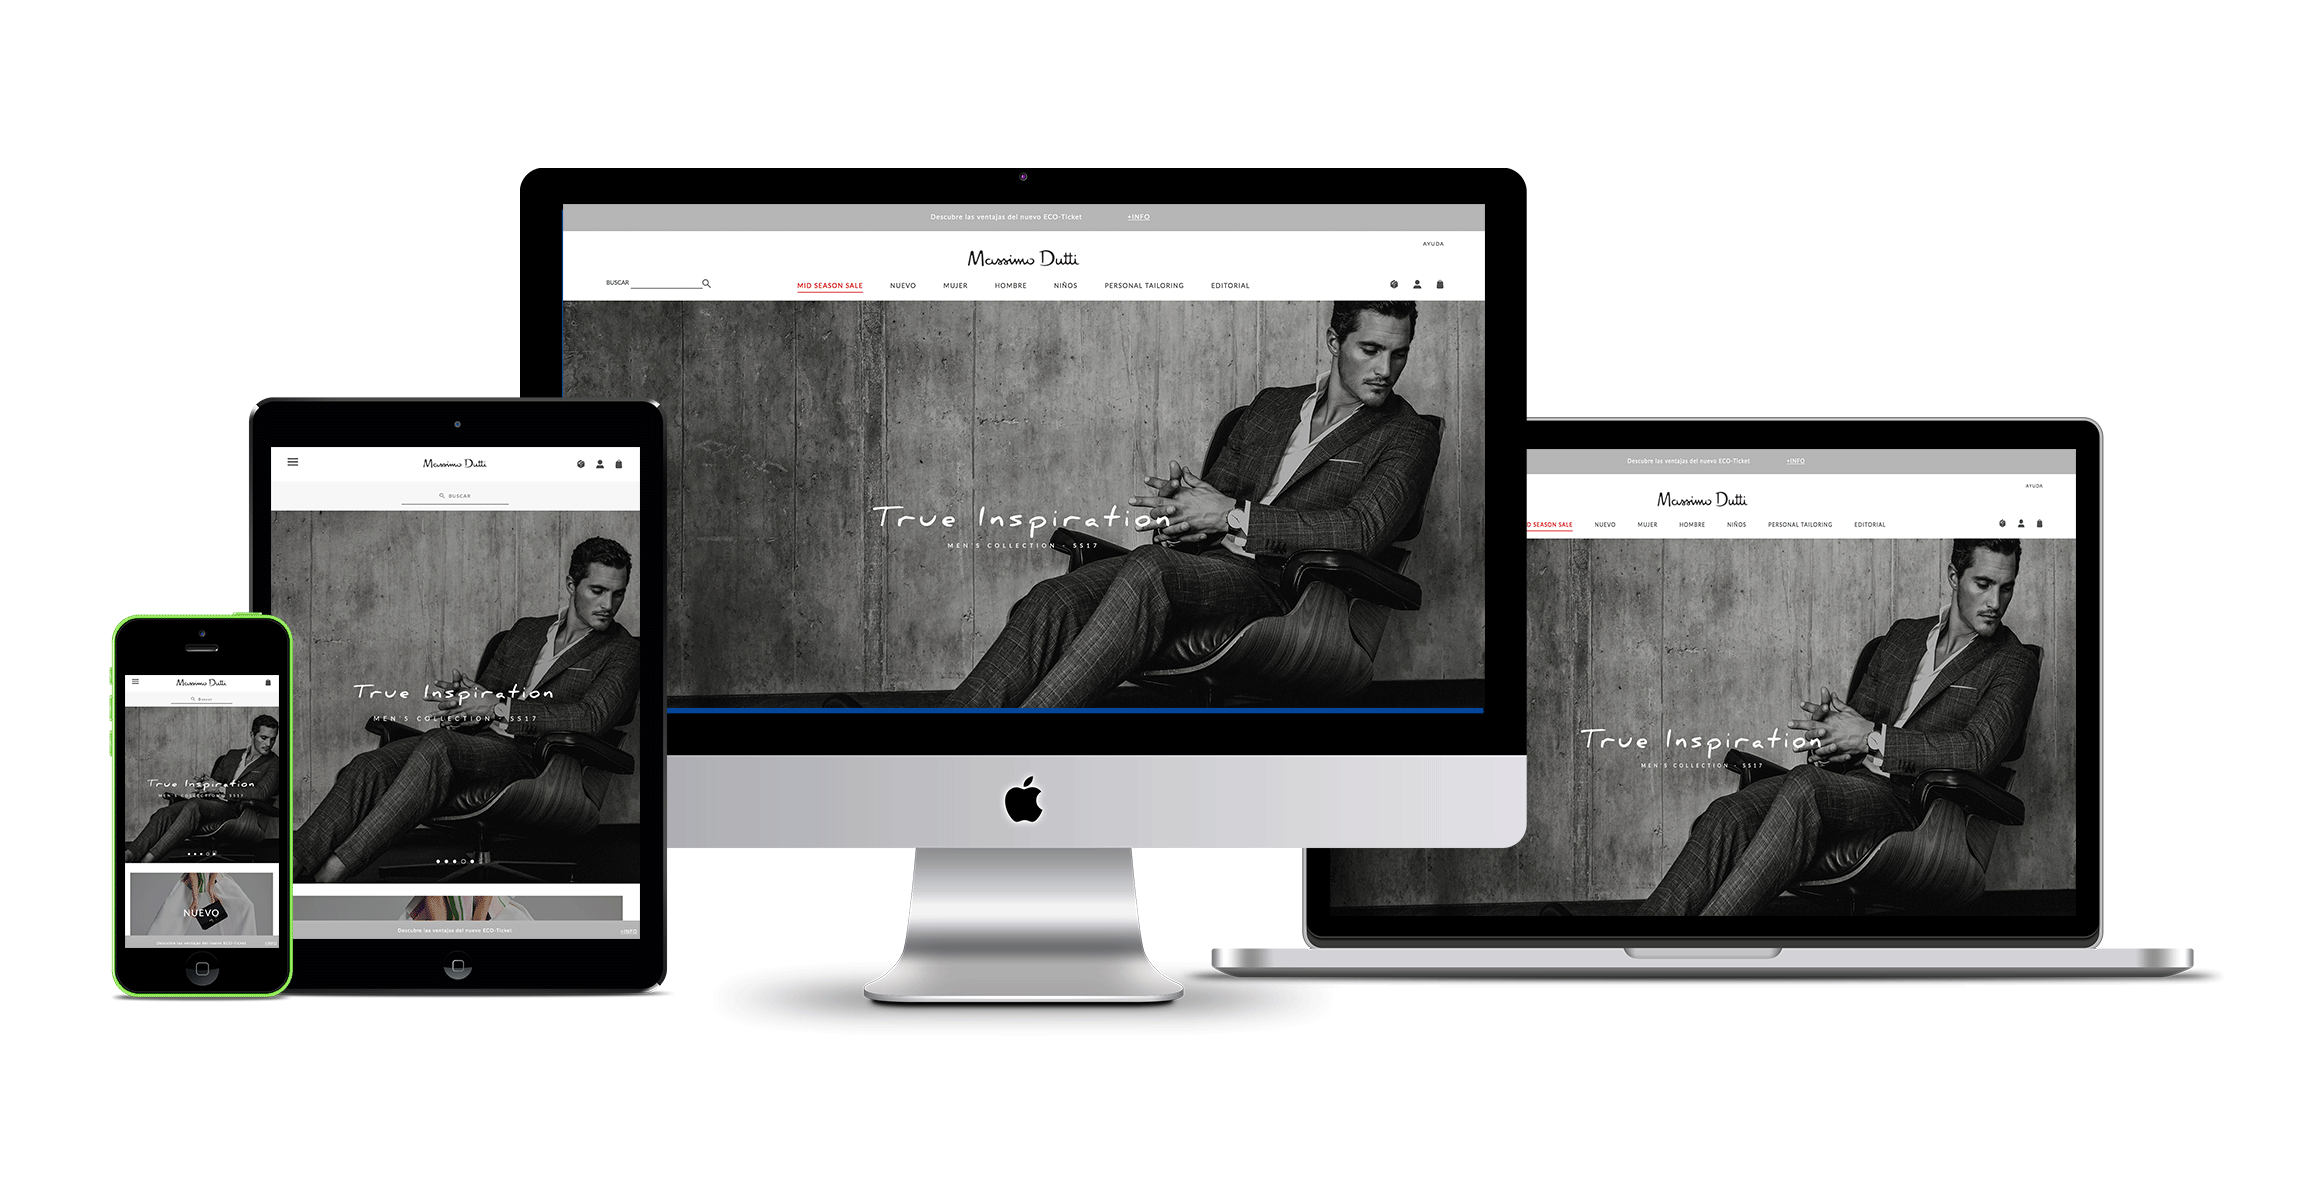 Descubre las ventajas del nuevo ECO-Ticket +INFO
AYUDA
Massimo Dutti
BUSCAR
MID SEASON SALE NUEVO MUJER HOMBRE NIÑOS PERSONAL TAILORING EDITORIAL
True Inspiration
MEN'S COLLECTION - SS17
Massimo Dutti
BUSCAR
True Inspiration
MEN'S COLLECTION - SS17
Descubre las ventajas del nuevo ECO-Ticket +INFO
Massimo Dutti
Buscar
True Inspiration
MEN'S COLLECTION - SS17
NUEVO
Descubre las ventajas del nuevo ECO-Ticket +INFO
Descubre las ventajas del nuevo ECO-Ticket +INFO
AYUDA
Massimo Dutti
D SEASON SALE NUEVO MUJER HOMBRE NIÑOS PERSONAL TAILORING EDITORIAL
True Inspiration
MEN'S COLLECTION - SS17